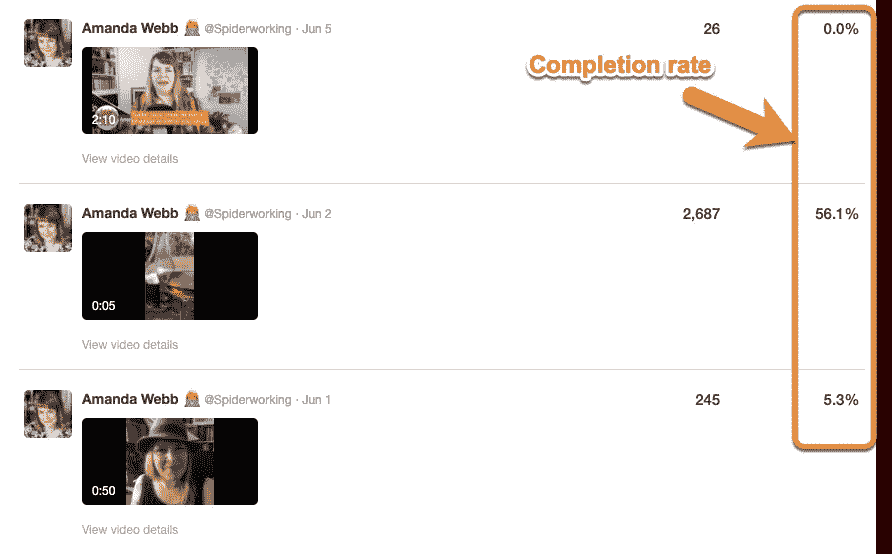 Amanda Webb @Spiderworking · Jun 5 26 0.0%
Completion rate
2:10
View video details
Amanda Webb @Spiderworking · Jun 2 2,687 56.1%
0:05
View video details
Amanda Webb @Spiderworking · Jun 1 245 5.3%
0:50
View video details